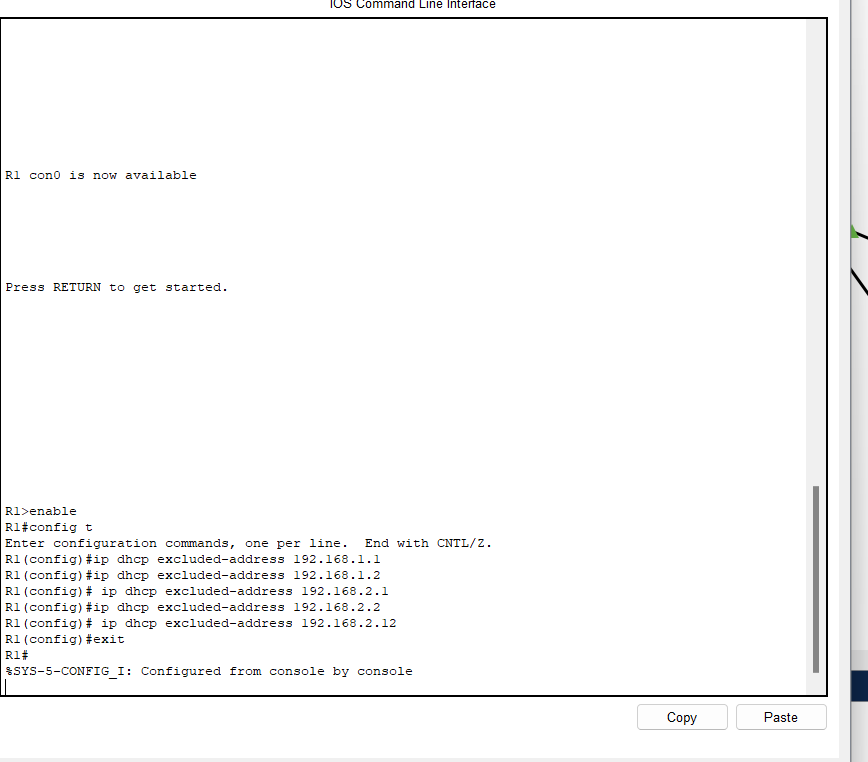 IOS Command Line Interface
R1 con0 is now available
Press RETURN to get started.
R1>enable
R1#config t
Enter configuration commands, one per line.  End with CNTL/Z.
R1(config)#ip dhcp excluded-address 192.168.1.1
R1(config)#ip dhcp excluded-address 192.168.1.2
R1(config)# ip dhcp excluded-address 192.168.2.1
R1(config)#ip dhcp excluded-address 192.168.2.2
R1(config)# ip dhcp excluded-address 192.168.2.12
R1(config)#exit
R1#
%SYS-5-CONFIG_I: Configured from console by console
Copy
Paste